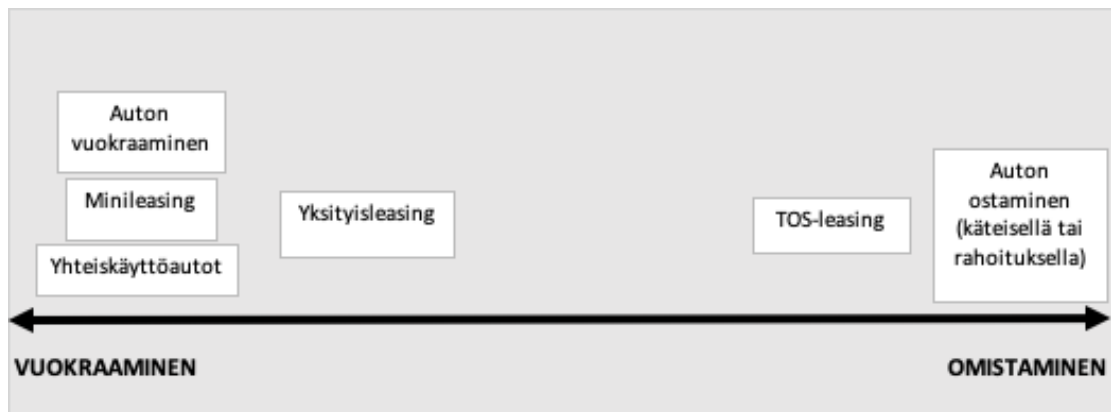 Auton
vuokraaminen
Minileasing
Yhteiskäyttöautot
Yksityisleasing
TOS-leasing
Auton
ostaminen
(käteisellä tai
rahoituksella)
VUOKRAAMINEN
OMISTAMINEN